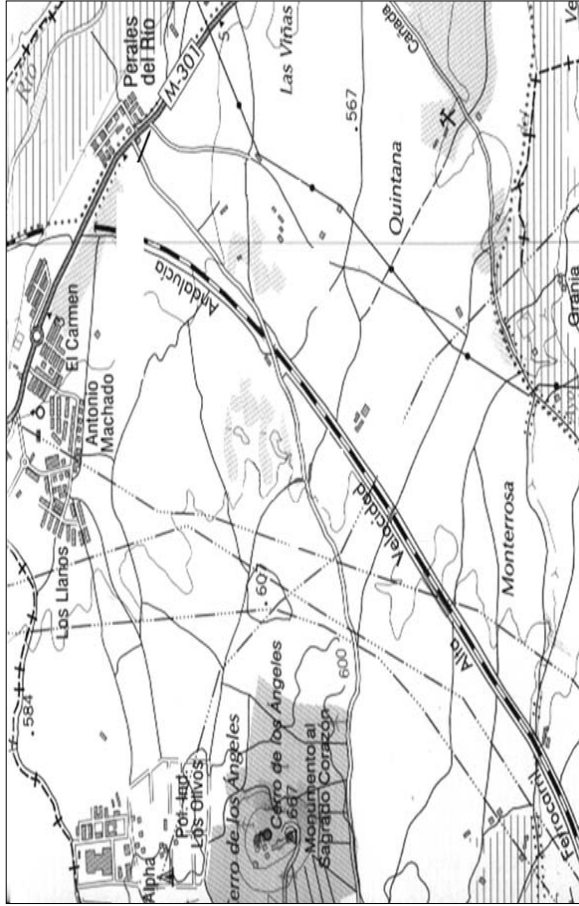 Río
Perales
del Río
M-301
Las Viñas
.567
Cañada
Quintana
Andalucía
El Carmen
Antonio
Machado
Los Llanos
Velocidad
Monterrosa
Granja
.607
.584
600
Alta
Ferrocarril
Cerro de los Ángeles
667
Monumento al
Sagrado Corazón
erro de los Ángeles
Pol. Ind.
Los Olivos
Alpha